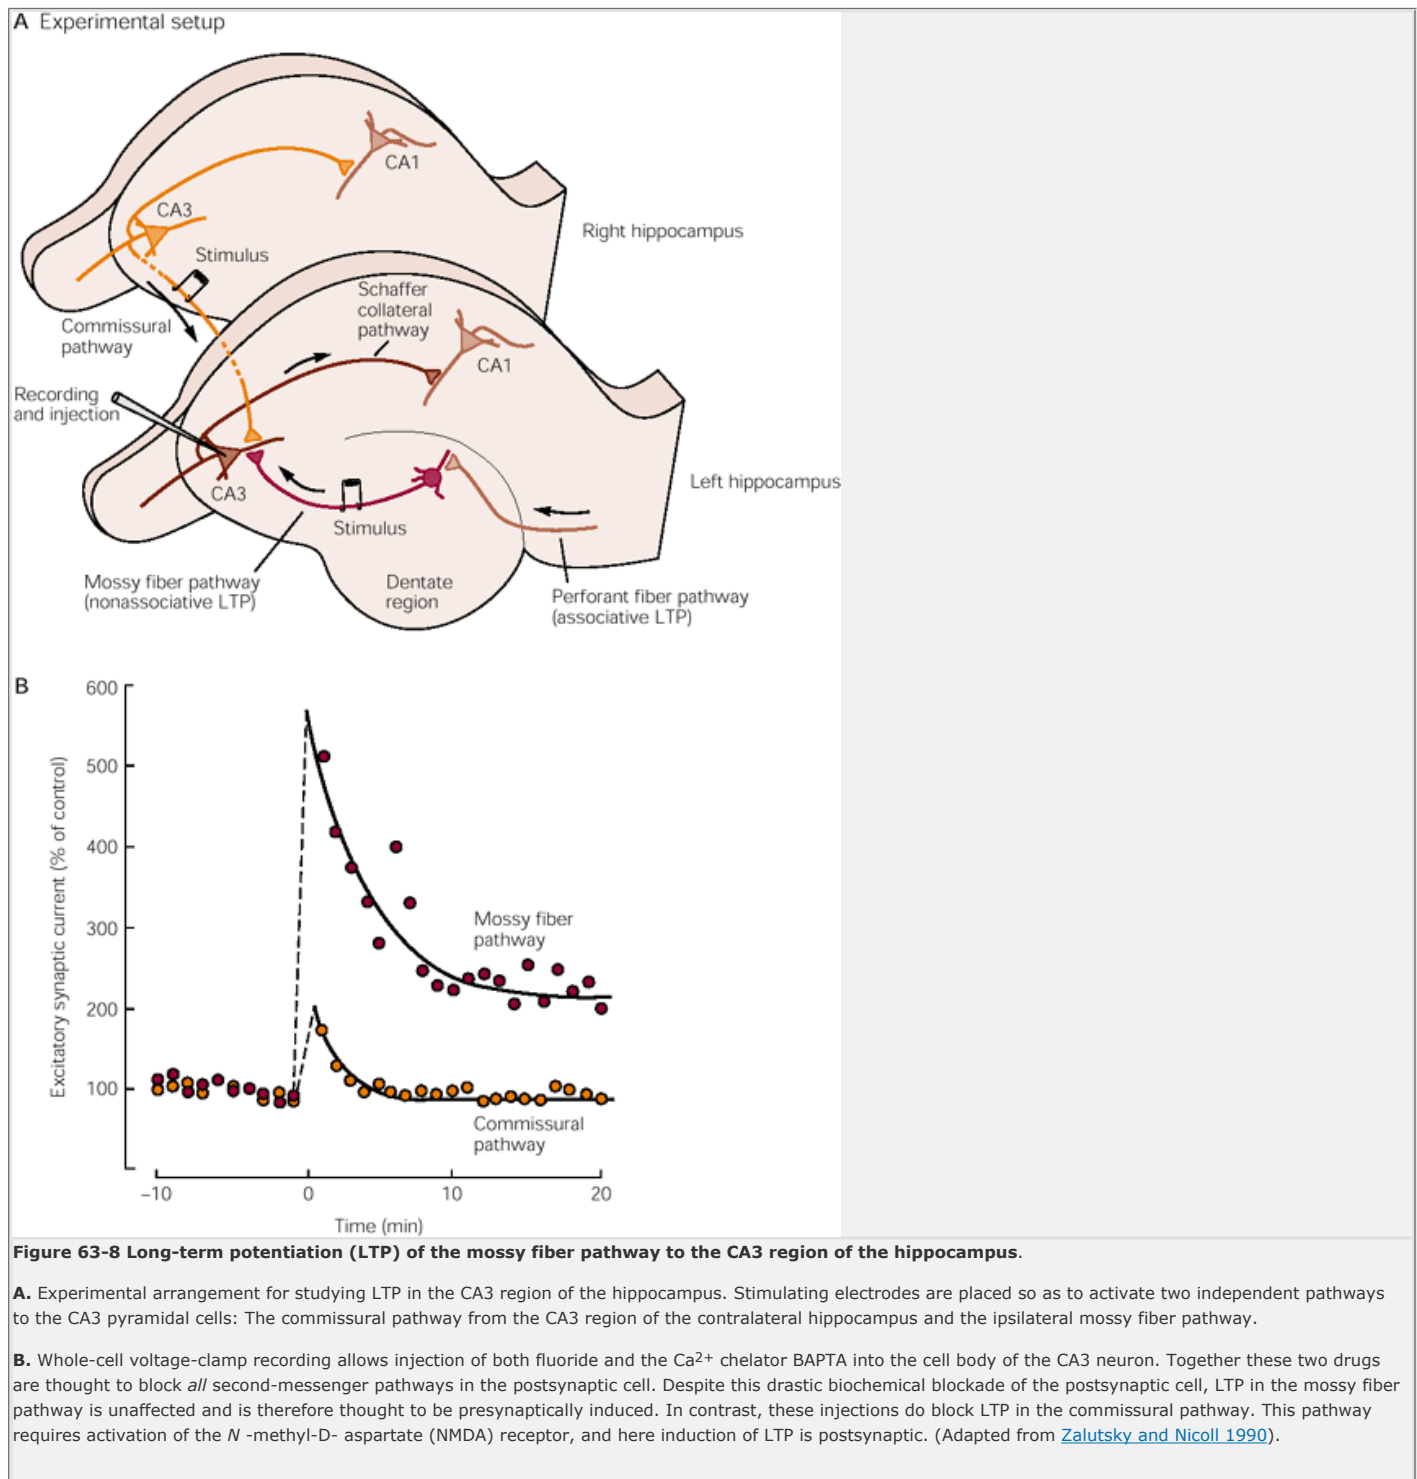 A Experimental setup
CA1
CA3
Right hippocampus
Stimulus
Schaffer
collateral
pathway
Commissural
pathway
CA1
Recording
and injection
Left hippocampus
CA3
Stimulus
Mossy fiber pathway
(nonassociative LTP)
Dentate
region
Perforant fiber pathway
(associative LTP)
B
600
500
400
300
200
100
Excitatory synaptic current (% of control)
Mossy fiber
pathway
Commissural
pathway
–10
0
10
20
Time (min)
Figure 63-8 Long-term potentiation (LTP) of the mossy fiber pathway to the CA3 region of the hippocampus.
A. Experimental arrangement for studying LTP in the CA3 region of the hippocampus. Stimulating electrodes are placed so as to activate two independent pathways
to the CA3 pyramidal cells: The commissural pathway from the CA3 region of the contralateral hippocampus and the ipsilateral mossy fiber pathway.
B. Whole-cell voltage-clamp recording allows injection of both fluoride and the Ca2+ chelator BAPTA into the cell body of the CA3 neuron. Together these two drugs
are thought to block all second-messenger pathways in the postsynaptic cell. Despite this drastic biochemical blockade of the postsynaptic cell, LTP in the mossy fiber
pathway is unaffected and is therefore thought to be presynaptically induced. In contrast, these injections do block LTP in the commissural pathway. This pathway
requires activation of the N -methyl-D- aspartate (NMDA) receptor, and here induction of LTP is postsynaptic. (Adapted from Zalutsky and Nicoll 1990).